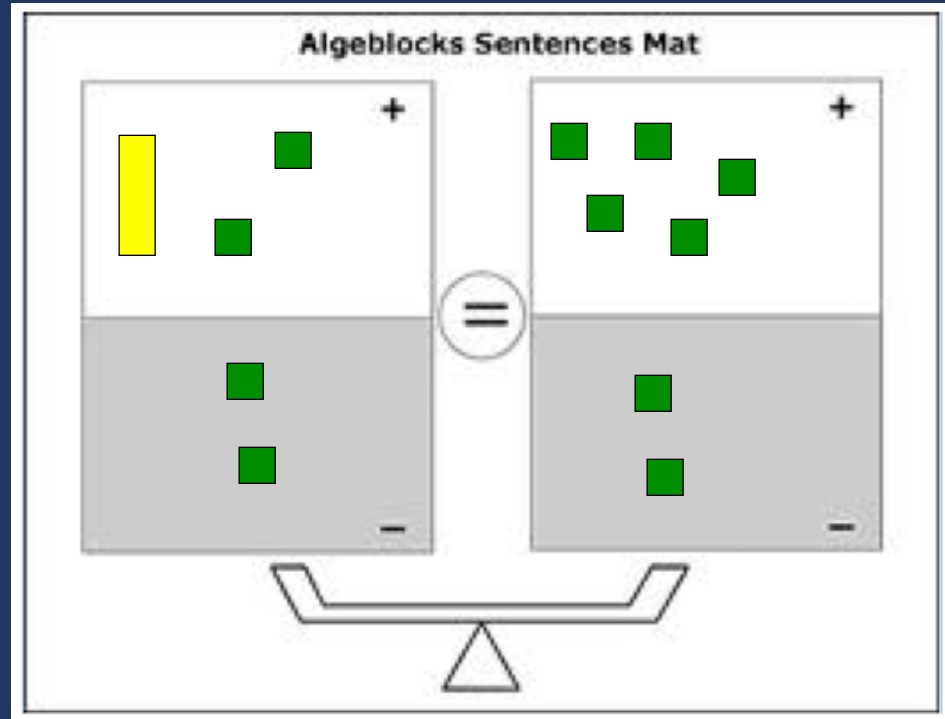 Algeblocks Sentences Mat
+ +
=
− −